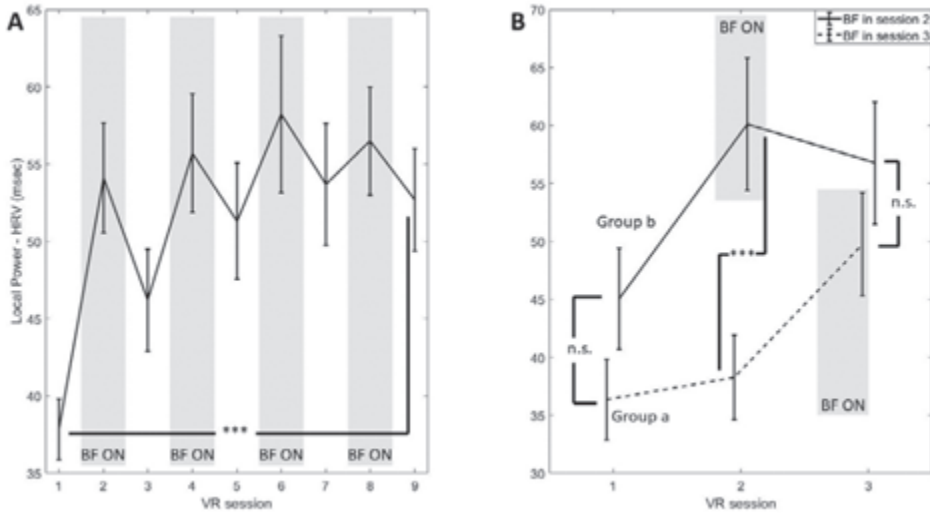 A
Local Power - HRV (msec)
65
60
55
50
45
40
35
BF ON
BF ON
BF ON
BF ON
***
1 2 3 4 5 6 7 8 9
VR session
B
70
65
60
55
50
45
40
35
30
BF in session 2
BF in session 3
BF ON
Group b
n.s.
***
n.s.
Group a
BF ON
1 2 3
VR session